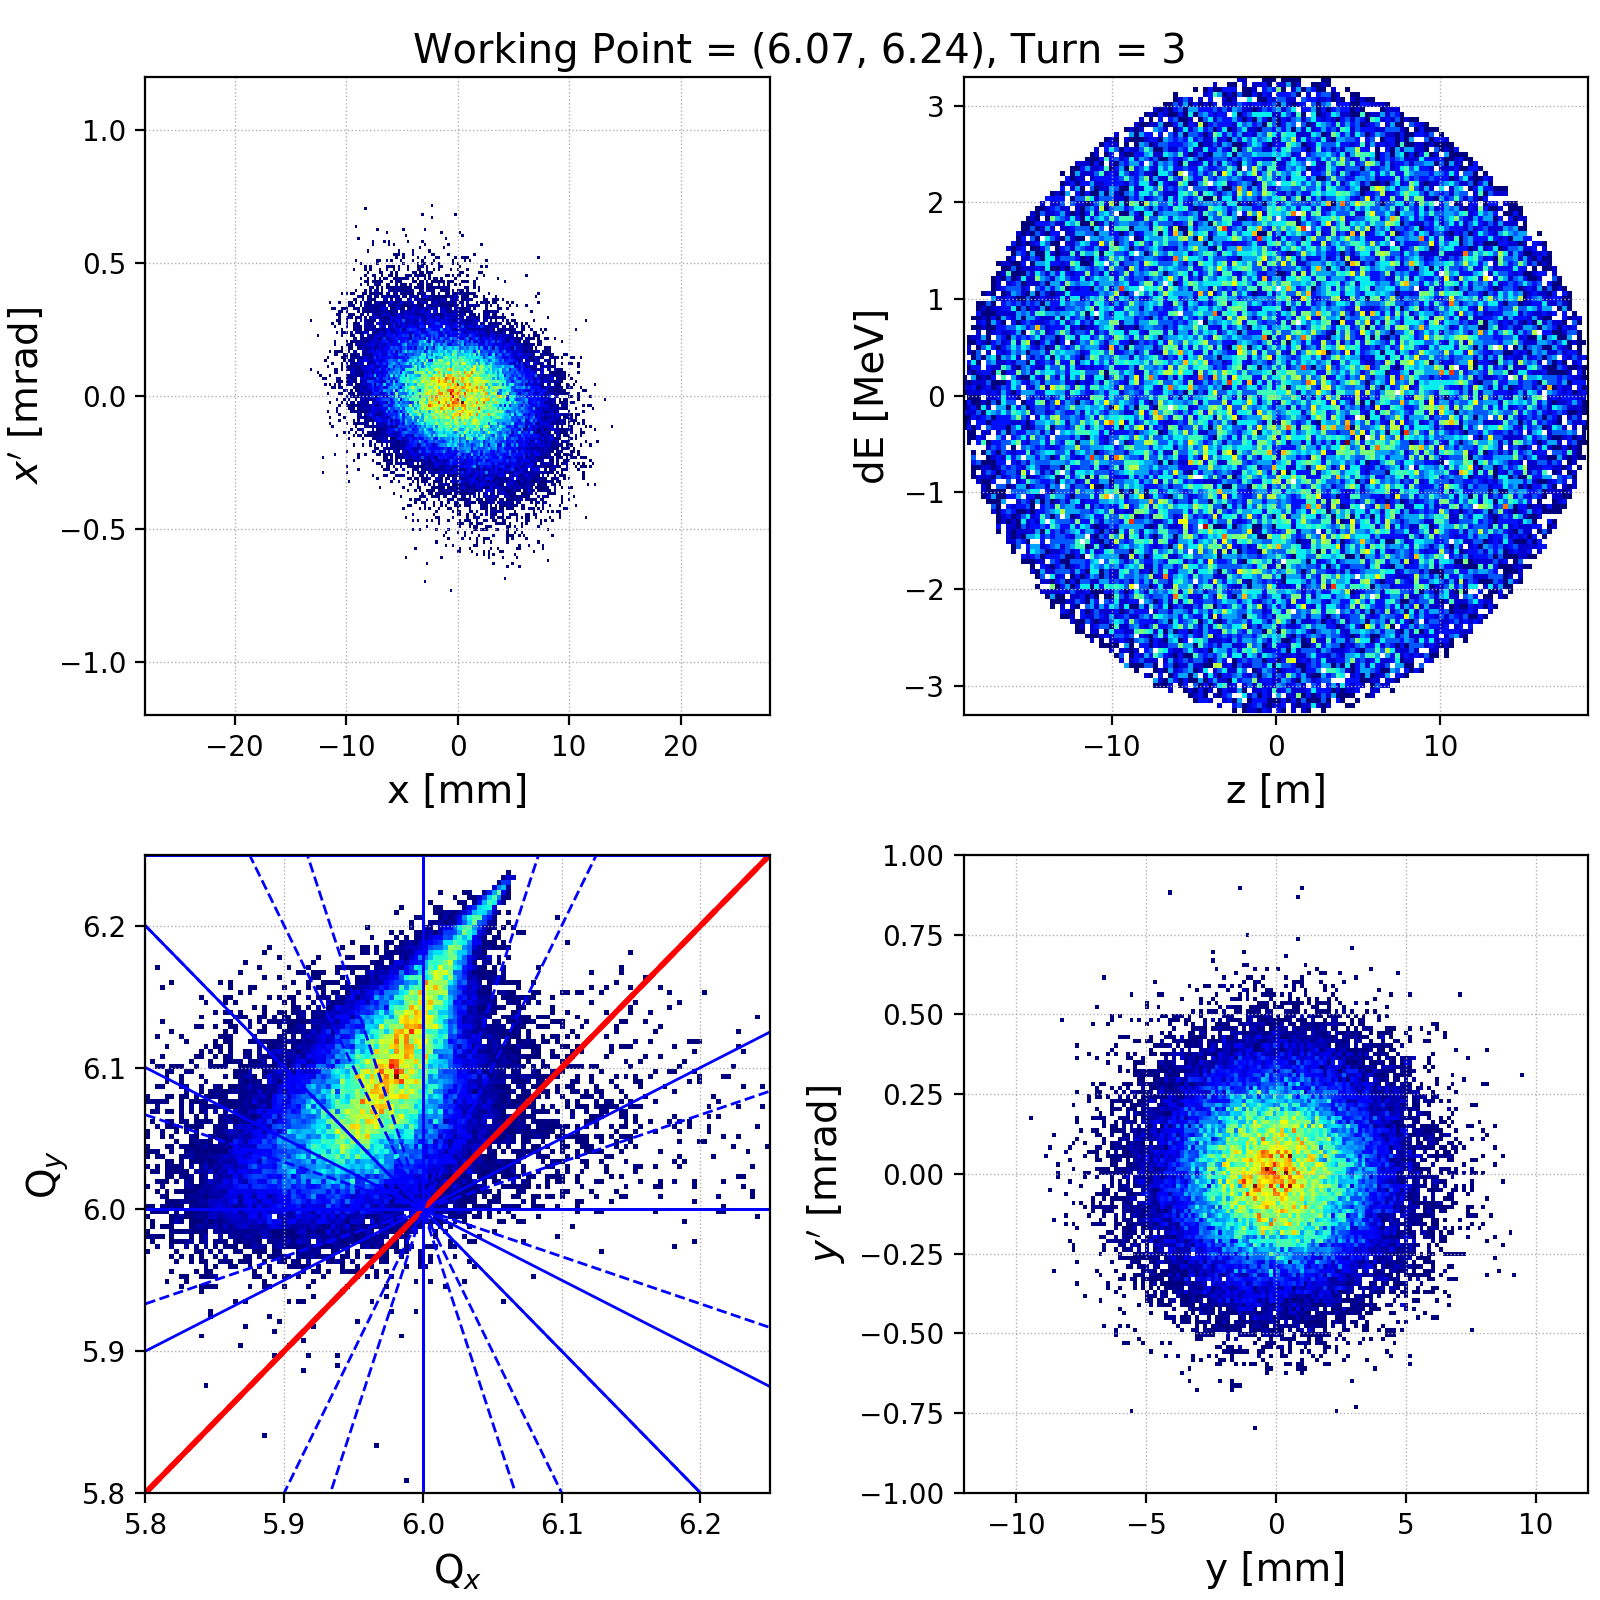 Working Point = (6.07, 6.24), Turn = 3
1.0
0.5
0.0
−0.5
−1.0
x′ [mrad]
−20 −10 0 10 20
x [mm]
3
2
1
0
−1
−2
−3
dE [MeV]
−10 0 10
z [m]
6.2
6.1
6.0
5.9
5.8
Qy
5.8 5.9 6.0 6.1 6.2
Qx
1.00
0.75
0.50
0.25
0.00
−0.25
−0.50
−0.75
−1.00
y′ [mrad]
−10 −5 0 5 10
y [mm]